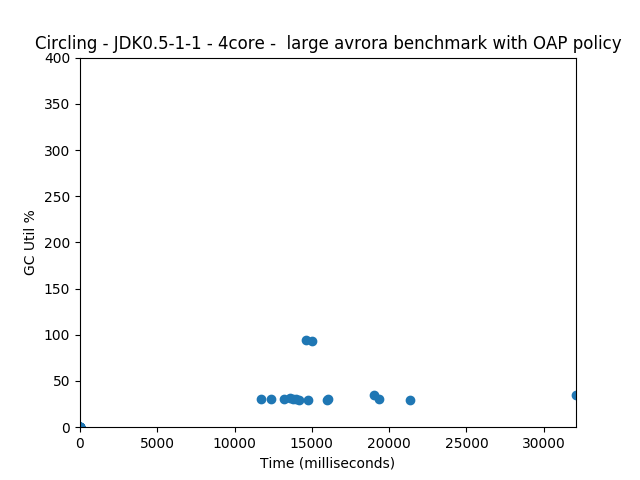 Circling - JDK0.5-1-1 - 4core -  large avrora benchmark with OAP policy
400
350
300
250
200
150
100
50
0
GC Util %
0 5000 10000 15000 20000 25000 30000
Time (milliseconds)